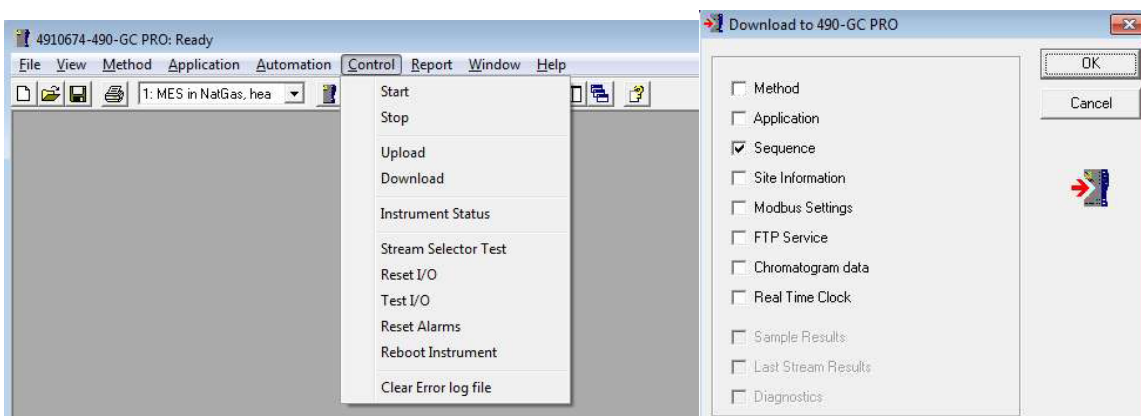 4910674-490-GC PRO: Ready
File View Method Application Automation Control Report Window Help
1: MES in NatGas, hea
Start
Stop
Upload
Download
Instrument Status
Stream Selector Test
Reset I/O
Test I/O
Reset Alarms
Reboot Instrument
Clear Error log file
Download to 490-GC PRO
OK
Cancel
Method
Application
Sequence
Site Information
Modbus Settings
FTP Service
Chromatogram data
Real Time Clock
Sample Results
Last Stream Results
Diagnostics